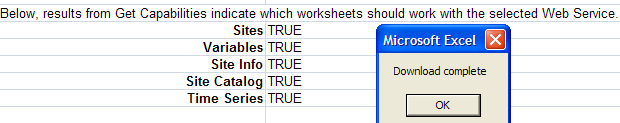 Below, results from Get Capabilities indicate which worksheets should work with the selected Web Service.
Sites TRUE
Variables TRUE
Site Info TRUE
Site Catalog TRUE
Time Series TRUE
Microsoft Excel
Download complete
OK